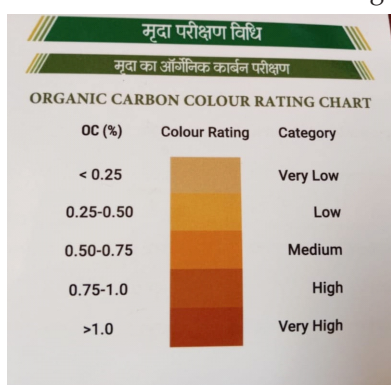 मृदा परीक्षण विधि
मृदा का ऑर्गेनिक कार्बन परीक्षण
ORGANIC CARBON COLOUR RATING CHART
OC (%) Colour Rating Category
< 0.25 Very Low
0.25-0.50 Low
0.50-0.75 Medium
0.75-1.0 High
>1.0 Very High